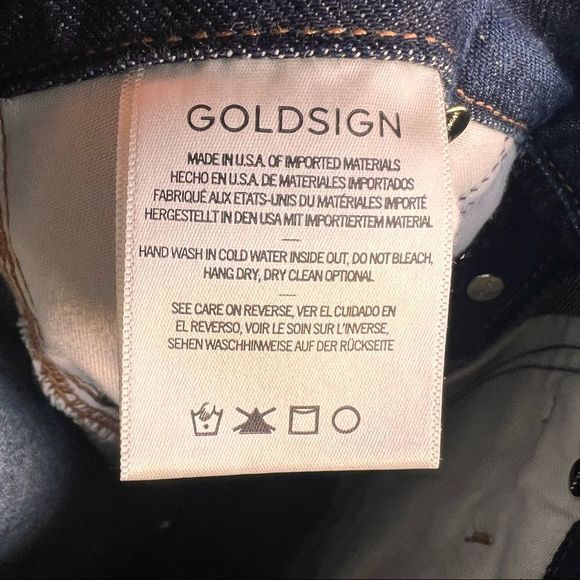 GOLDSIGN
MADE IN U.S.A. OF IMPORTED MATERIALS
HECHO EN U.S.A. DE MATERIALES IMPORTADOS
FABRIQUÉ AUX ETATS-UNIS DU MATÉRIALES IMPORTÉ
HERGESTELLT IN DEN USA MIT IMPORTIERTEM MATERIAL
HAND WASH IN COLD WATER INSIDE OUT, DO NOT BLEACH,
HANG DRY, DRY CLEAN OPTIONAL
SEE CARE ON REVERSE, VER EL CUIDADO EN
EL REVERSO, VOIR LE SOIN SUR L'INVERSE,
SEHEN WASCHHINWEISE AUF DER RÜCKSEITE